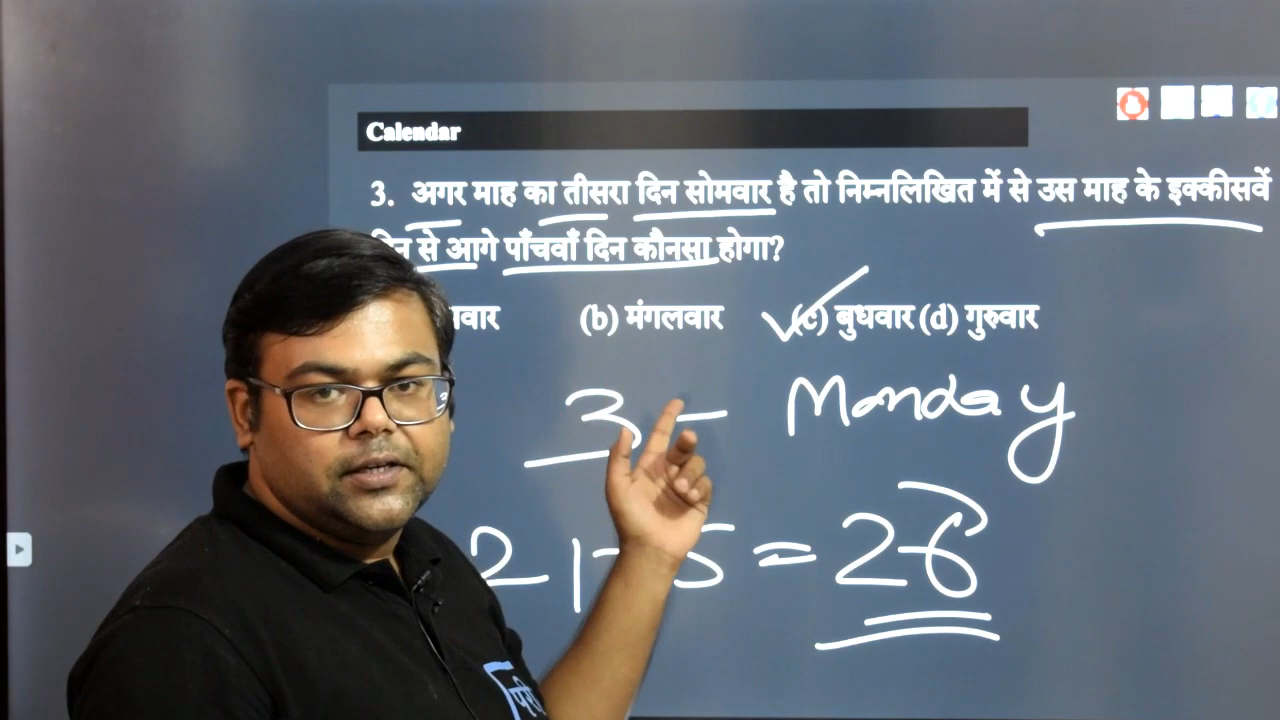 Calendar
3. अगर माह का तीसरा दिन सोमवार है तो निम्नलिखित में से उस माह के इक्कीसवें
दिन से आगे पाँचवाँ दिन कौनसा होगा?
(b) मंगलवार (c) बुधवार (d) गुरुवार
3 - Monday
21 5 = 26